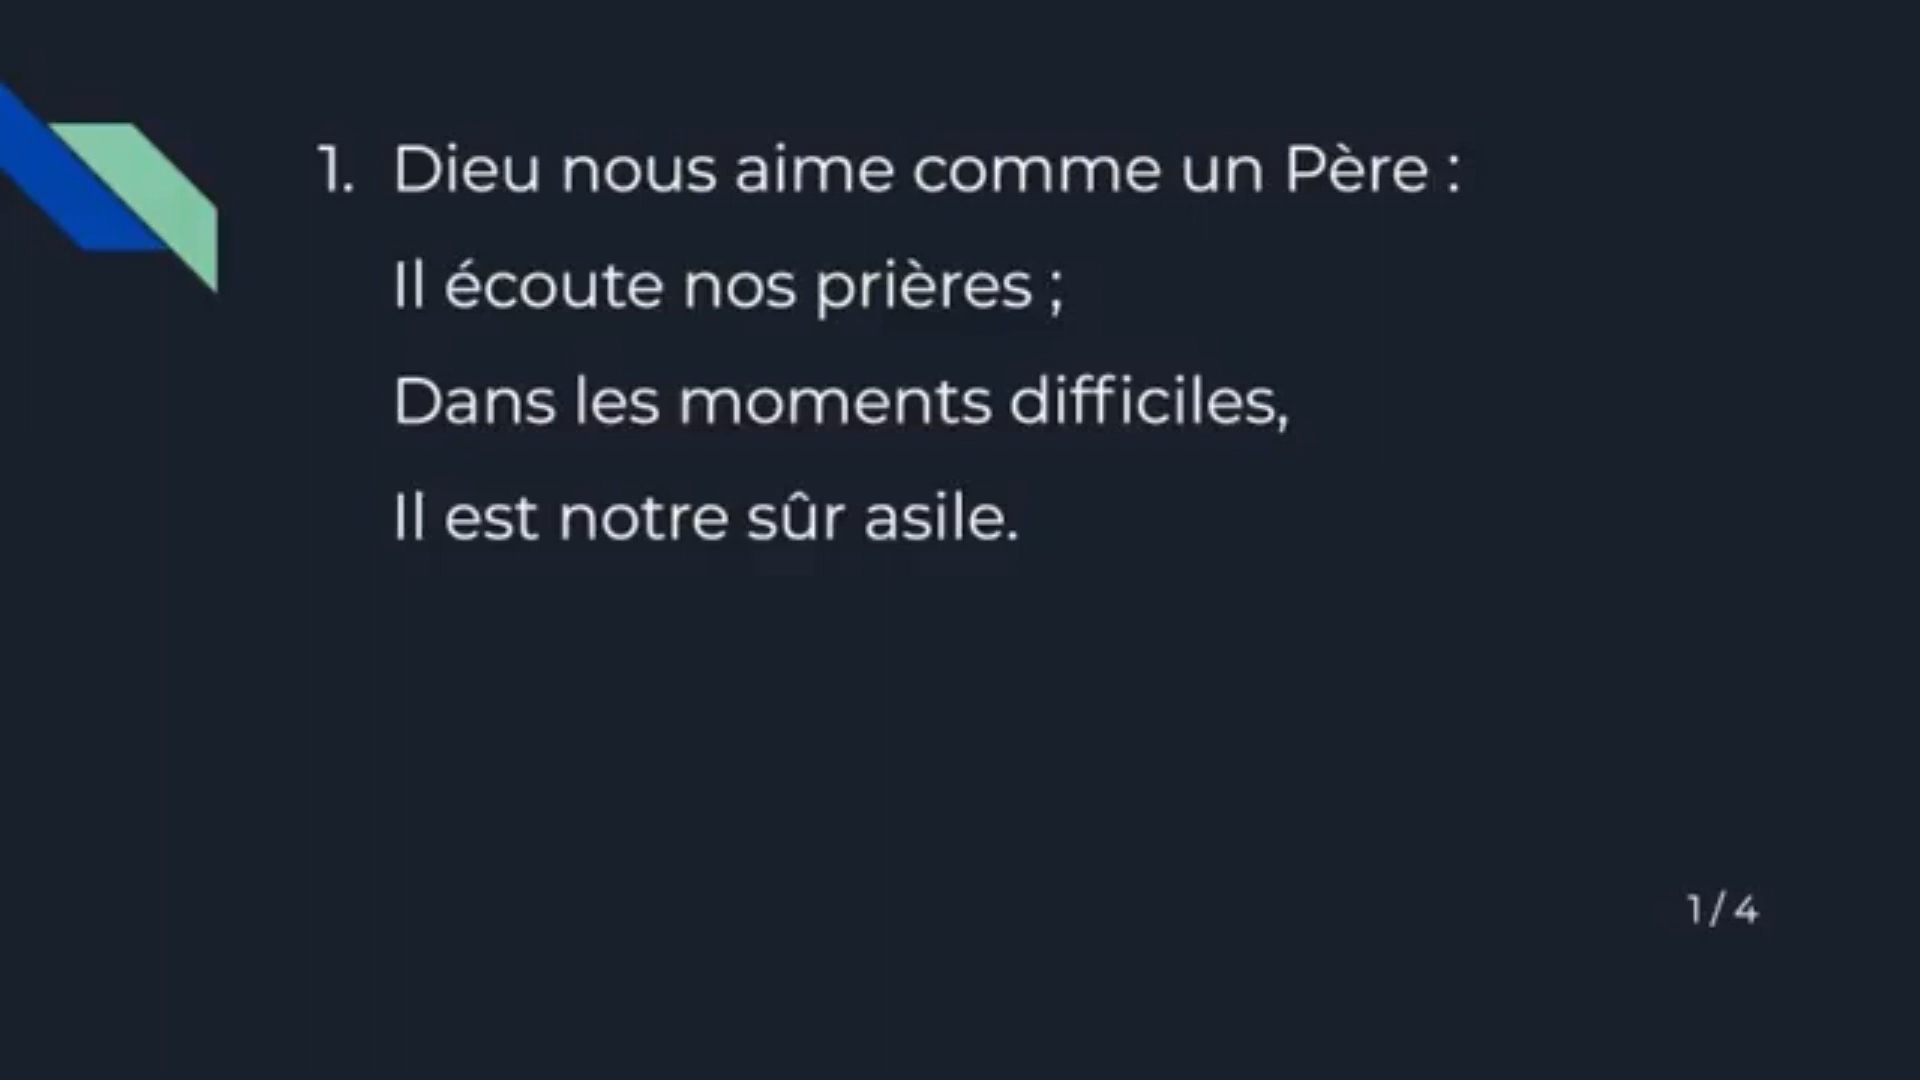 1. Dieu nous aime comme un Père :
Il écoute nos prières ;
Dans les moments difficiles,
Il est notre sûr asile.
1 / 4